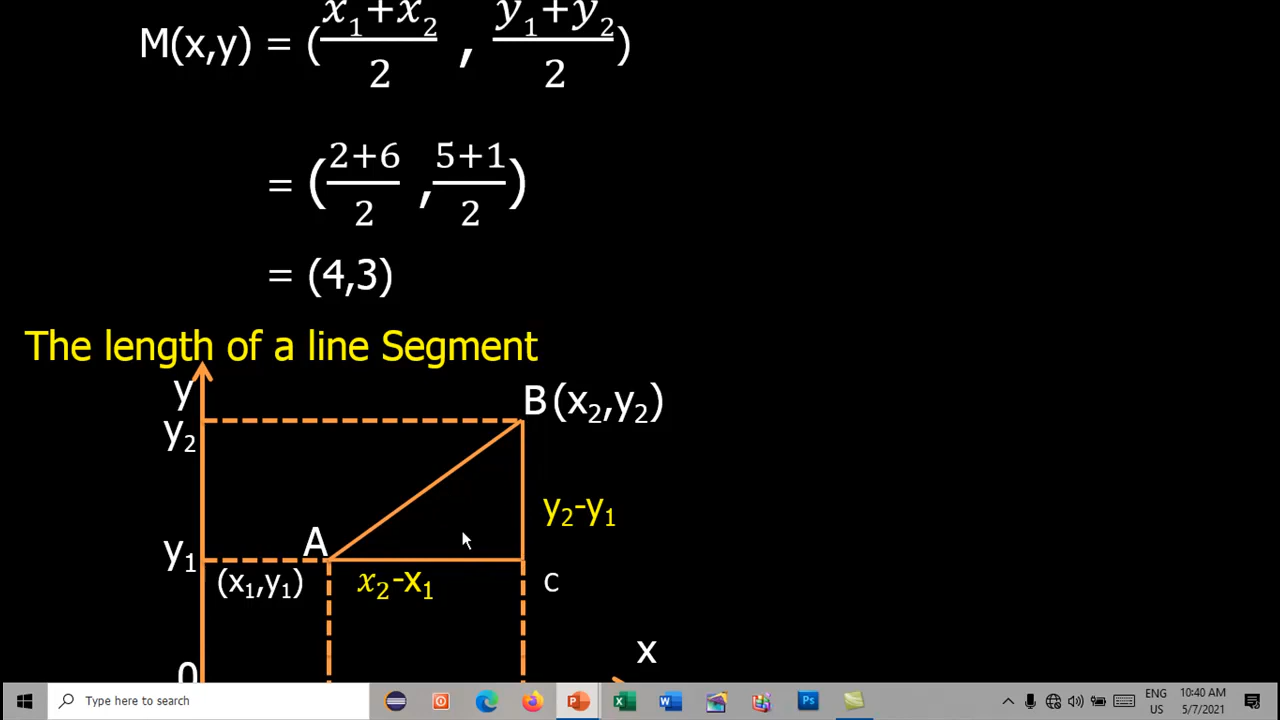 M(x,y) = (x₁+x₂/2 , y₁+y₂/2)
= (2+6/2 ,5+1/2)
= (4,3)
The length of a line Segment
y
B(x₂,y₂)
y₂
y₂-y₁
A
y₁
(x₁,y₁)
x₂-x₁
C
x
0
Type here to search
Ps
ENG
US
10:40 AM
5/7/2021